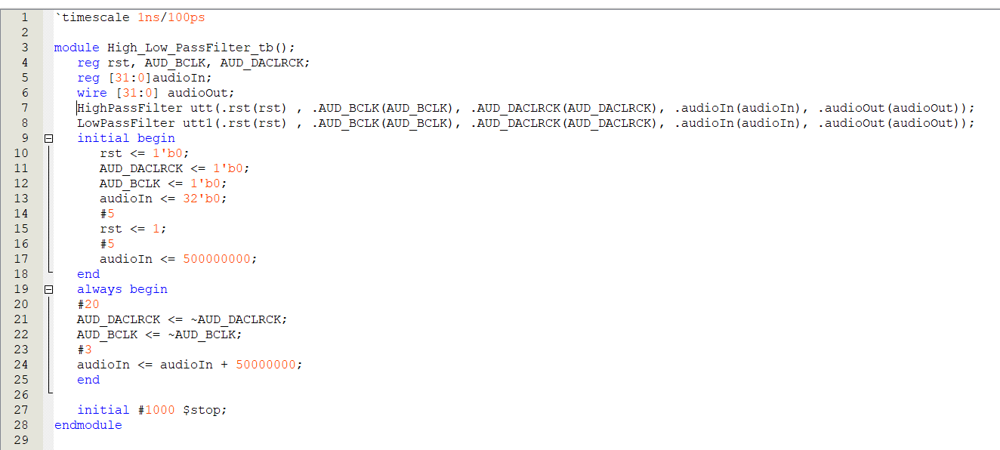 1 `timescale 1ns/100ps
2
3 module High_Low_PassFilter_tb();
4 reg rst, AUD_BCLK, AUD_DACLRCK;
5 reg [31:0]audioIn;
6 wire [31:0] audioOut;
7 HighPassFilter utt(.rst(rst) , .AUD_BCLK(AUD_BCLK), .AUD_DACLRCK(AUD_DACLRCK), .audioIn(audioIn), .audioOut(audioOut));
8 LowPassFilter utt1(.rst(rst) , .AUD_BCLK(AUD_BCLK), .AUD_DACLRCK(AUD_DACLRCK), .audioIn(audioIn), .audioOut(audioOut));
9 initial begin
10 rst <= 1'b0;
11 AUD_DACLRCK <= 1'b0;
12 AUD_BCLK <= 1'b0;
13 audioIn <= 32'b0;
14 #5
15 rst <= 1;
16 #5
17 audioIn <= 500000000;
18 end
19 always begin
20 #20
21 AUD_DACLRCK <= ~AUD_DACLRCK;
22 AUD_BCLK <= ~AUD_BCLK;
23 #3
24 audioIn <= audioIn + 50000000;
25 end
26
27 initial #1000 $stop;
28 endmodule
29